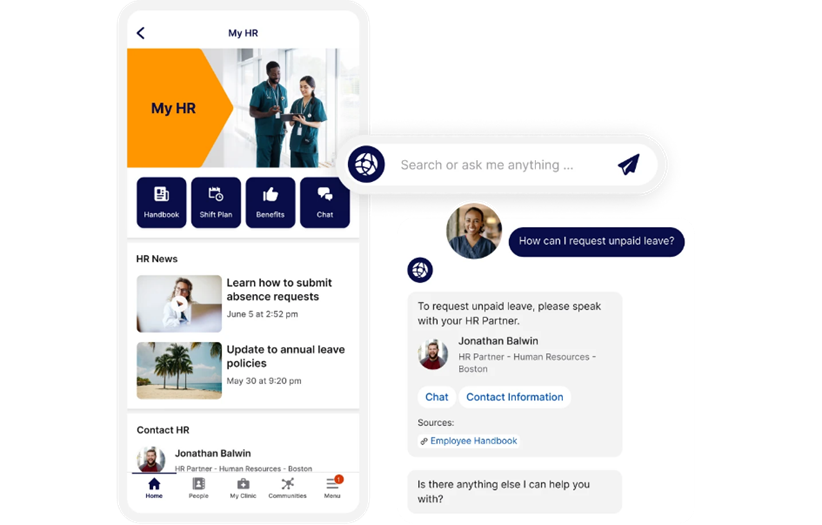 My HR
My HR
Handbook
Shift Plan
Benefits
Chat
HR News
Learn how to submit
absence requests
June 5 at 2:52 pm
Update to annual leave
policies
May 30 at 9:20 pm
Contact HR
Jonathan Balwin
HR Partner - Human Resources - Boston
Home
People
My Clinic
Communities
Menu
1
Search or ask me anything ...
How can I request unpaid leave?
To request unpaid leave, please speak
with your HR Partner.
Jonathan Balwin
HR Partner - Human Resources -
Boston
Chat
Contact Information
Sources:
Employee Handbook
Is there anything else I can help you
with?